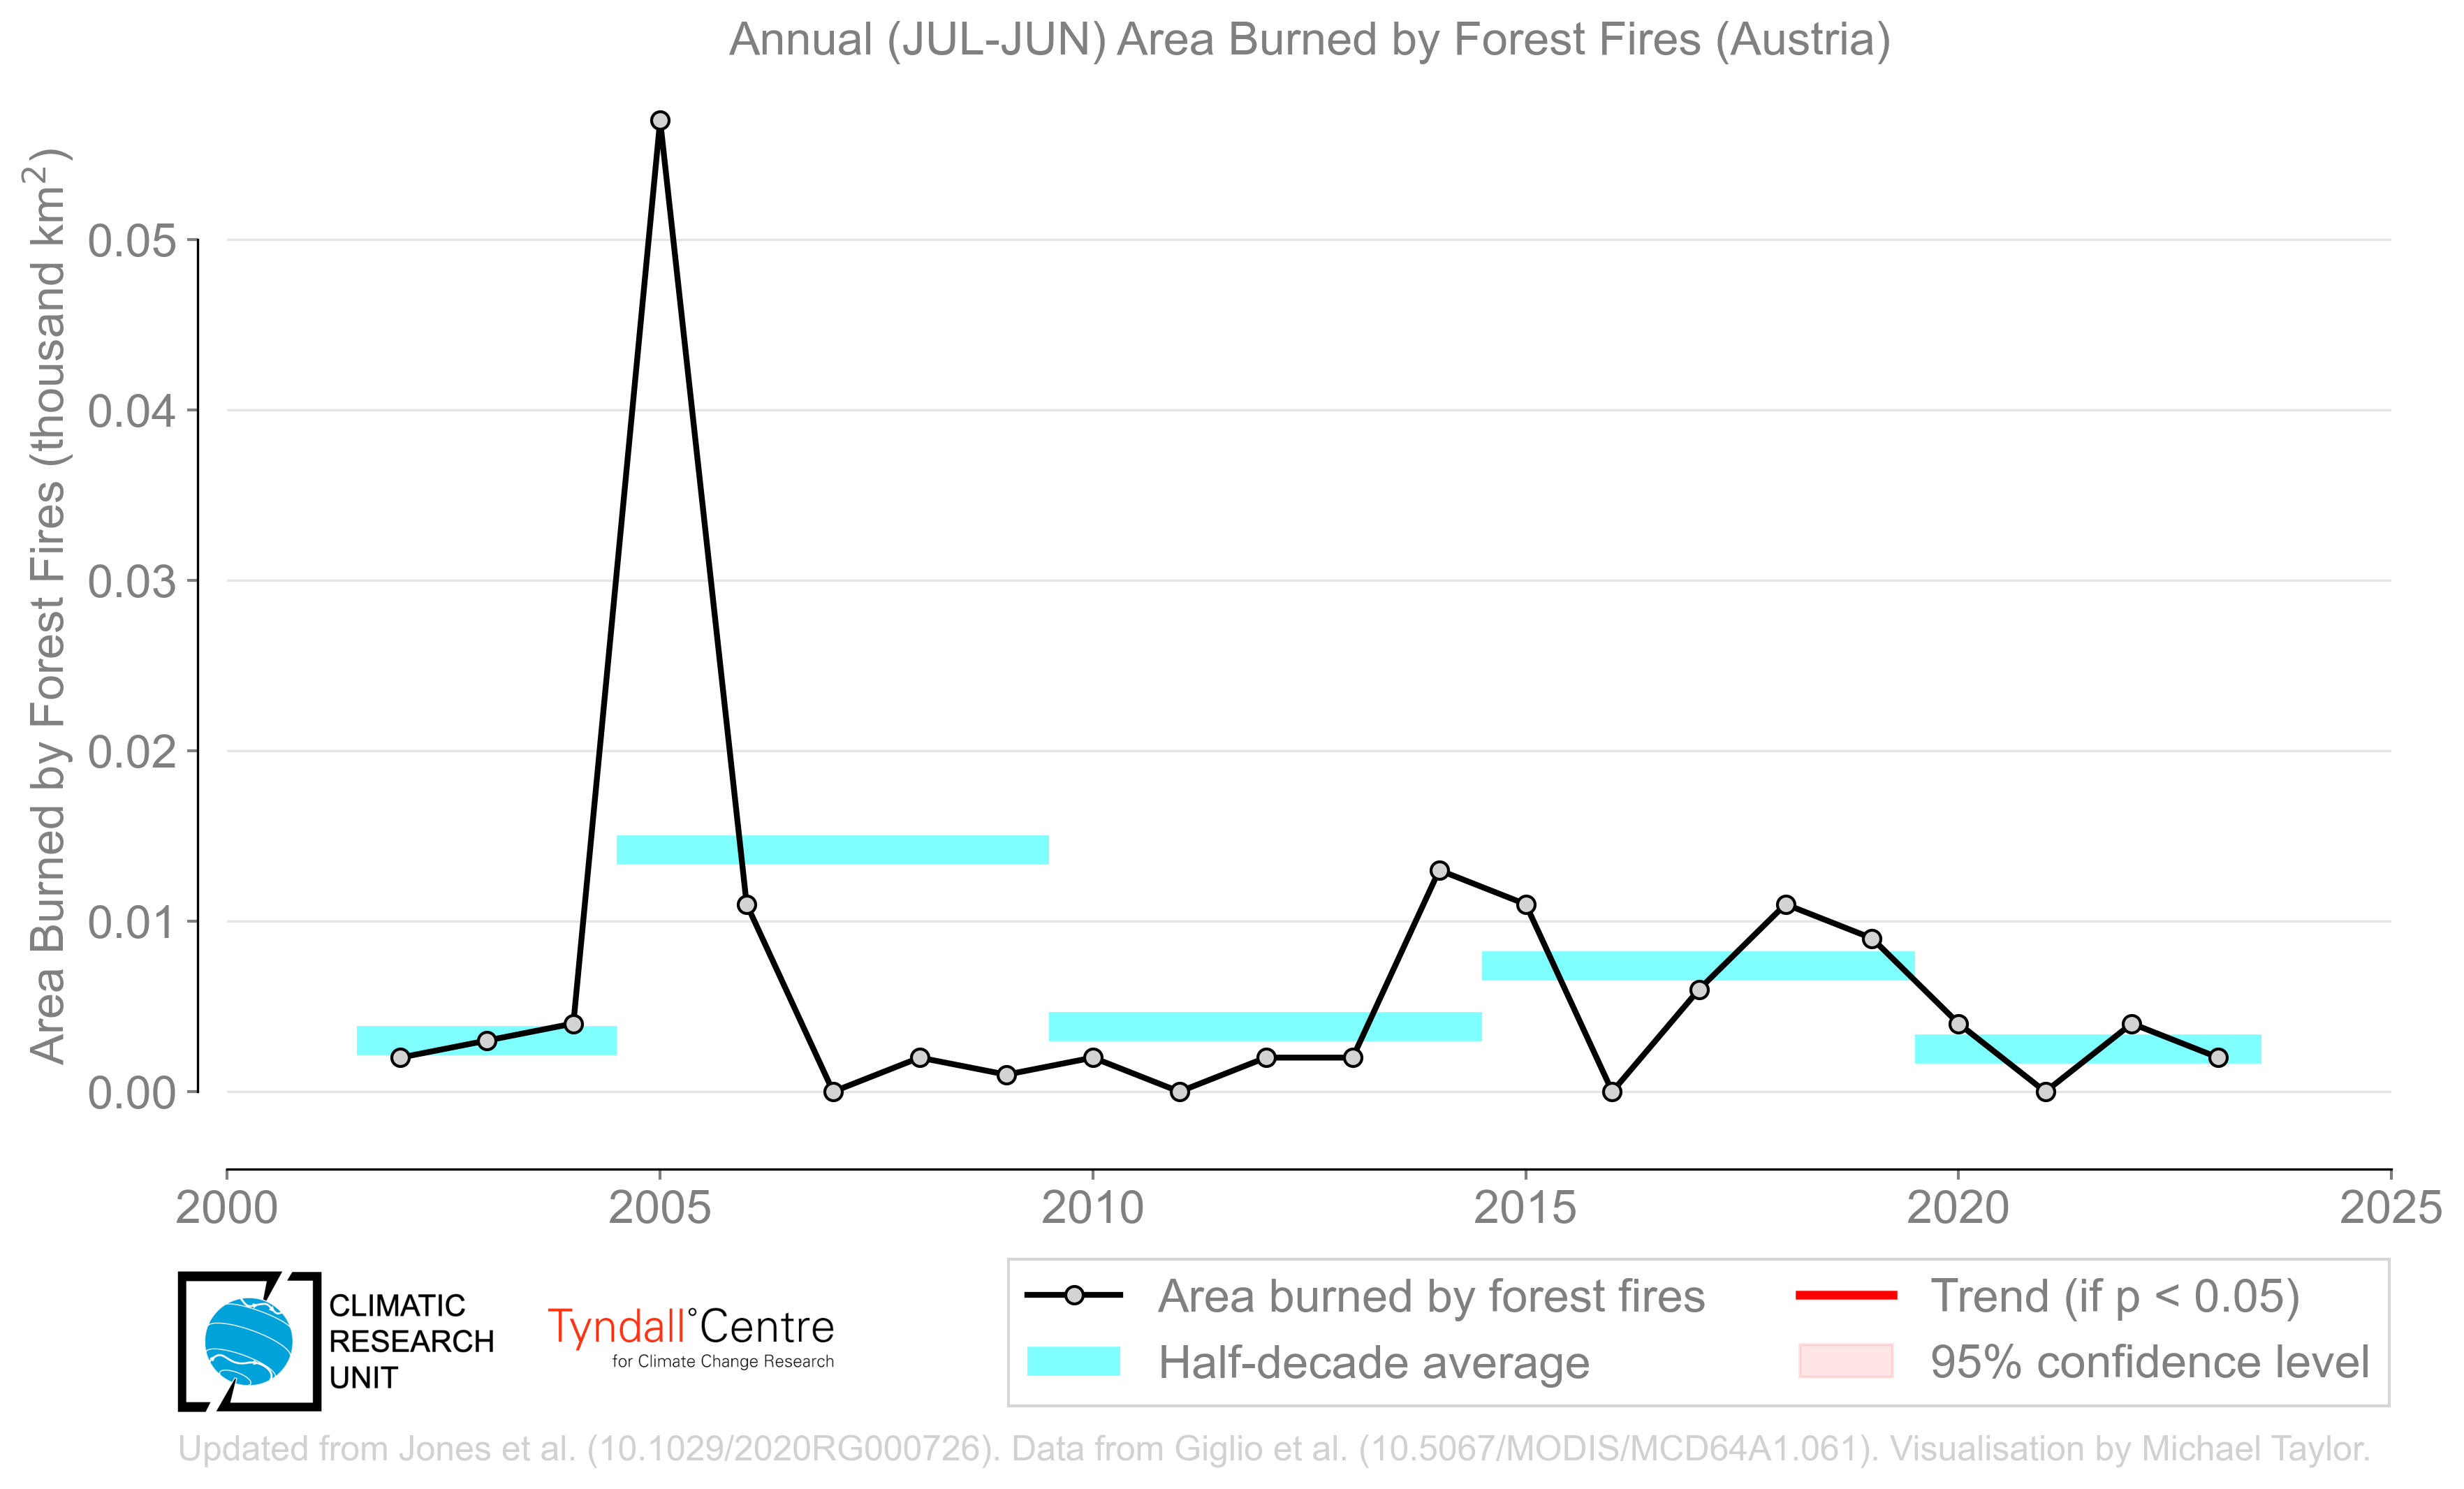 Annual (JUL-JUN) Area Burned by Forest Fires (Austria)
Area Burned by Forest Fires (thousand km²)
0.05
0.04
0.03
0.02
0.01
0.00
2000 2005 2010 2015 2020 2025
CLIMATIC
RESEARCH
UNIT
Tyndall°Centre
for Climate Change Research
Area burned by forest fires
Half-decade average
Trend (if p < 0.05)
95% confidence level
Updated from Jones et al. (10.1029/2020RG000726). Data from Giglio et al. (10.5067/MODIS/MCD64A1.061). Visualisation by Michael Taylor.